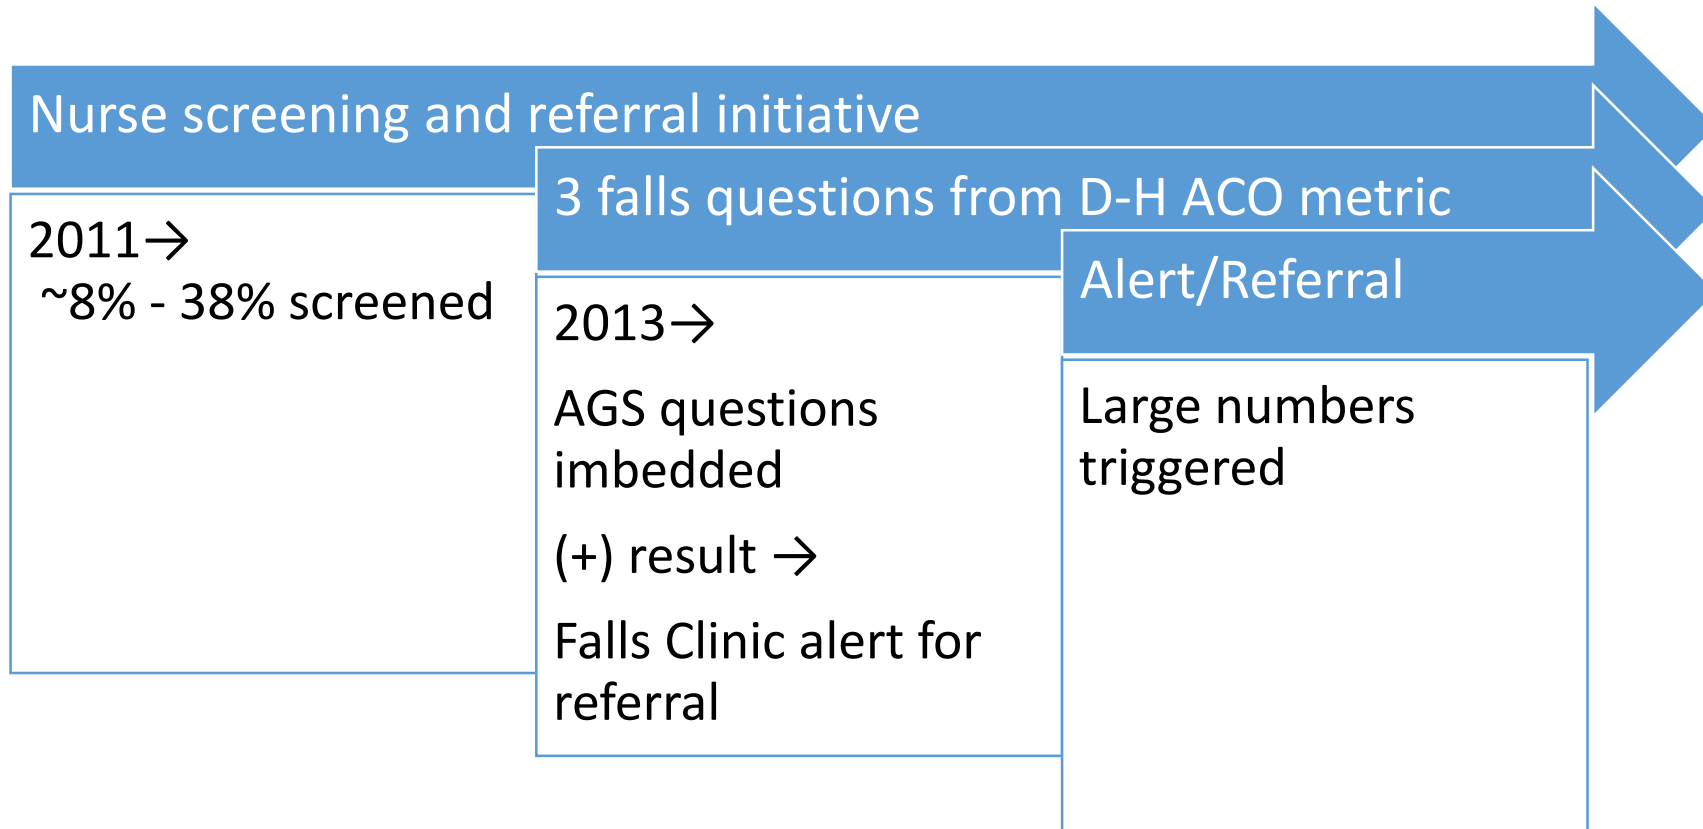 Nurse screening and referral initiative
2011→
~8% - 38% screened
3 falls questions from D-H ACO metric
2013→
AGS questions
imbedded
(+) result →
Falls Clinic alert for
referral
Alert/Referral
Large numbers
triggered